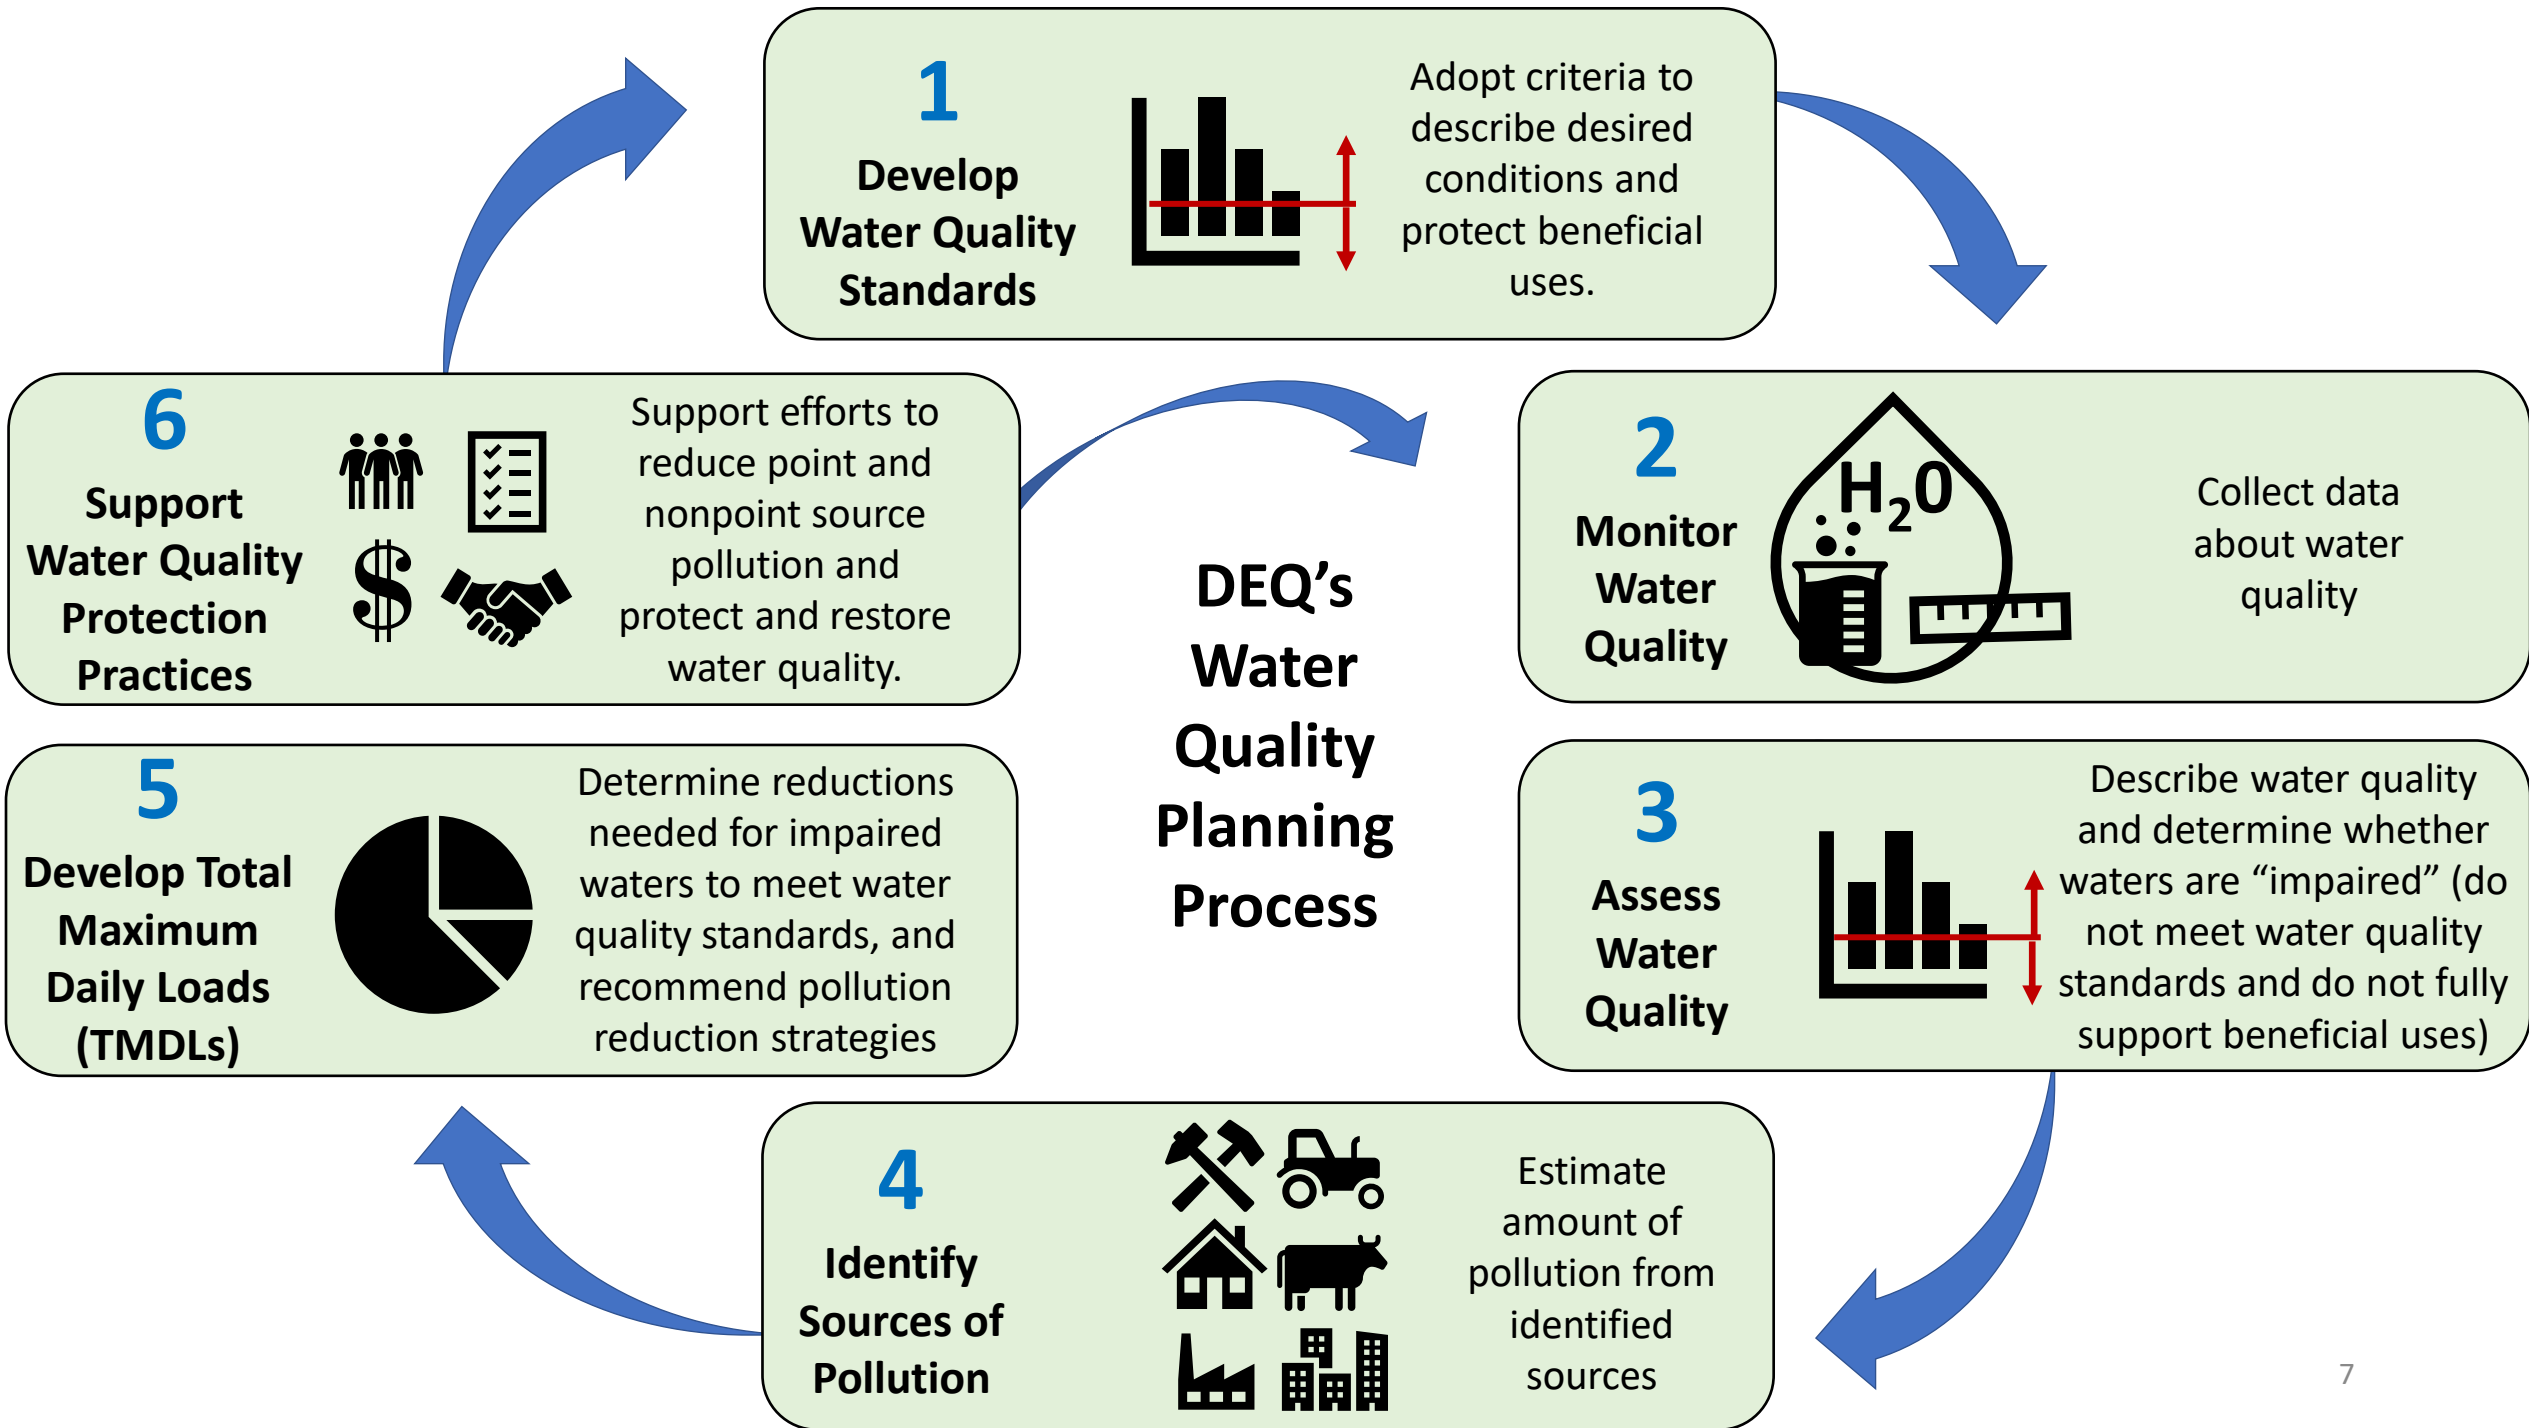 1
Develop
Water Quality
Standards
Adopt criteria to
describe desired
conditions and
protect beneficial
uses.
2
Monitor
Water
Quality
H₂0
Collect data
about water
quality
3
Assess
Water
Quality
Describe water quality
and determine whether
waters are “impaired” (do
not meet water quality
standards and do not fully
support beneficial uses)
4
Identify
Sources of
Pollution
Estimate
amount of
pollution from
identified
sources
5
Develop Total
Maximum
Daily Loads
(TMDLs)
Determine reductions
needed for impaired
waters to meet water
quality standards, and
recommend pollution
reduction strategies
6
Support
Water Quality
Protection
Practices
$
Support efforts to
reduce point and
nonpoint source
pollution and
protect and restore
water quality.
DEQ’s
Water
Quality
Planning
Process
7